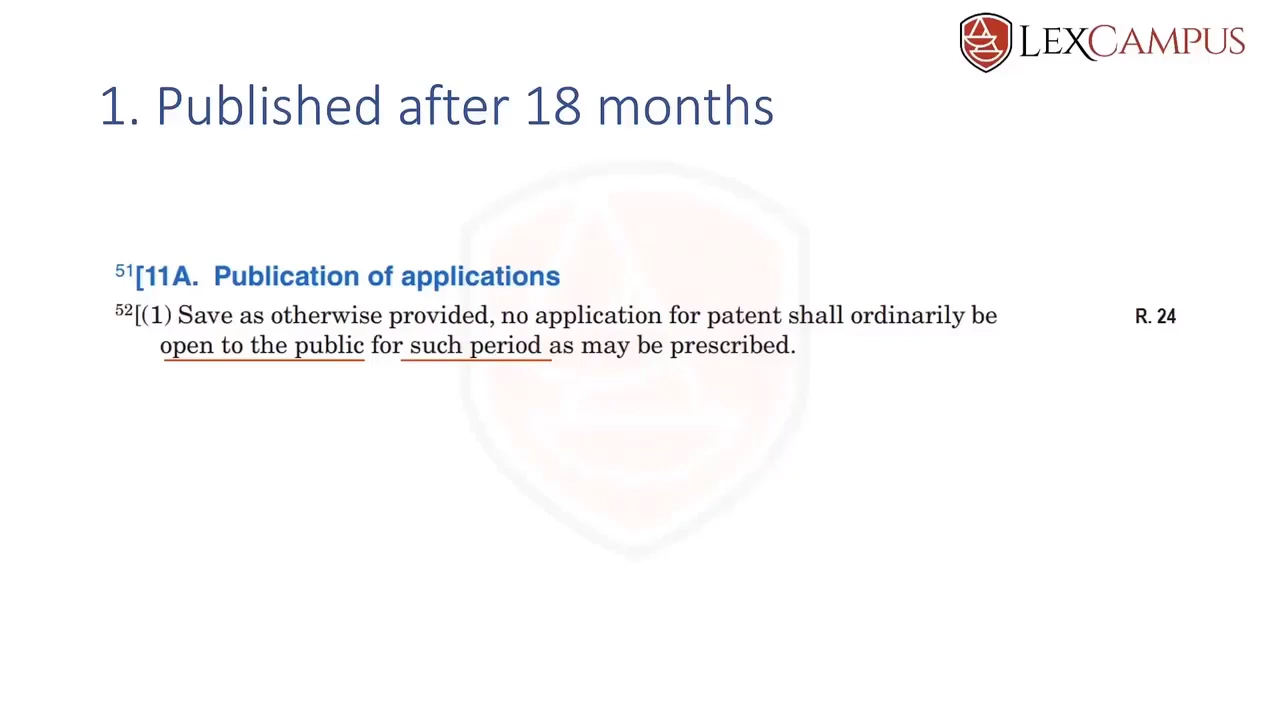 LEXCAMPUS
1. Published after 18 months
51[11A. Publication of applications
52[(1) Save as otherwise provided, no application for patent shall ordinarily be
R. 24
open to the public for such period as may be prescribed.